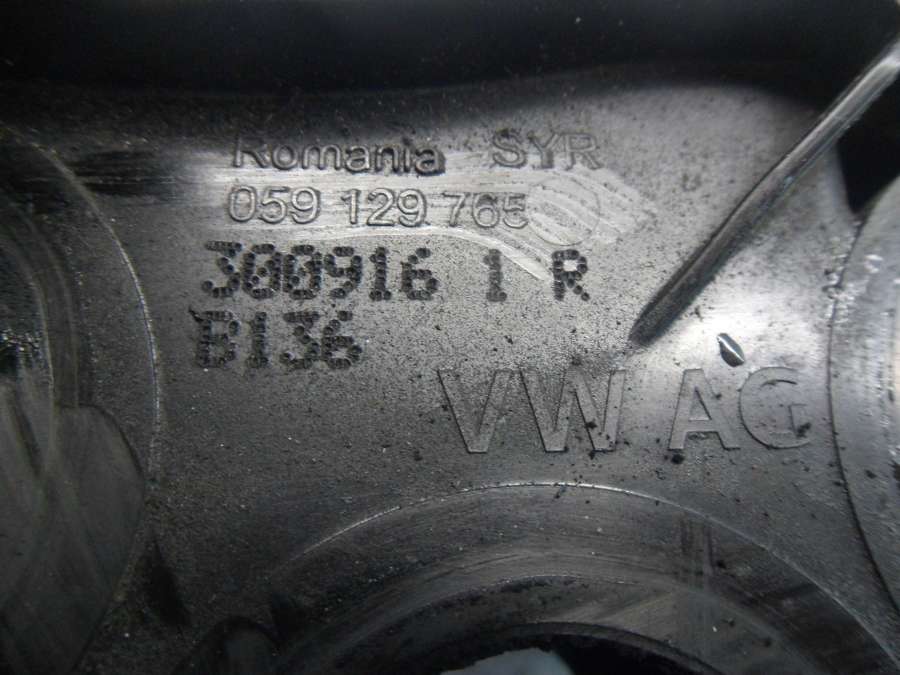 Romania SYR
059 129 765
300916 1 R
B136
VW AG